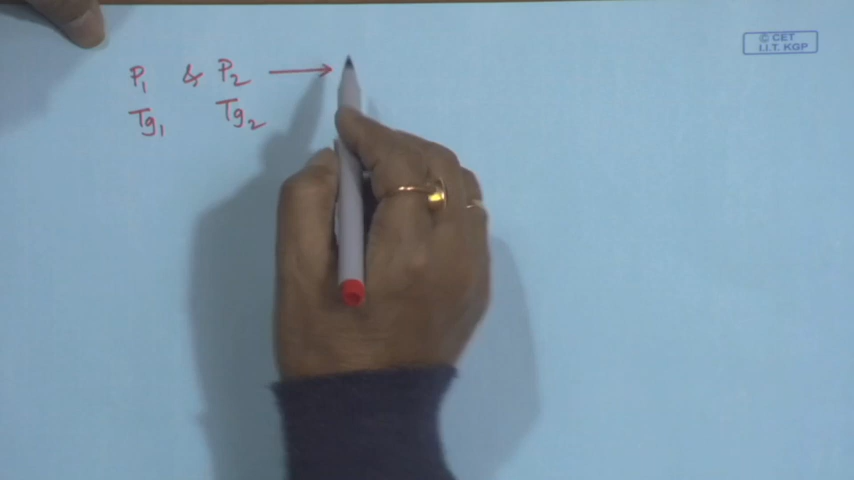 P₁ & P₂ →
Tg₁ Tg₂
© CET
I.I.T. KGP